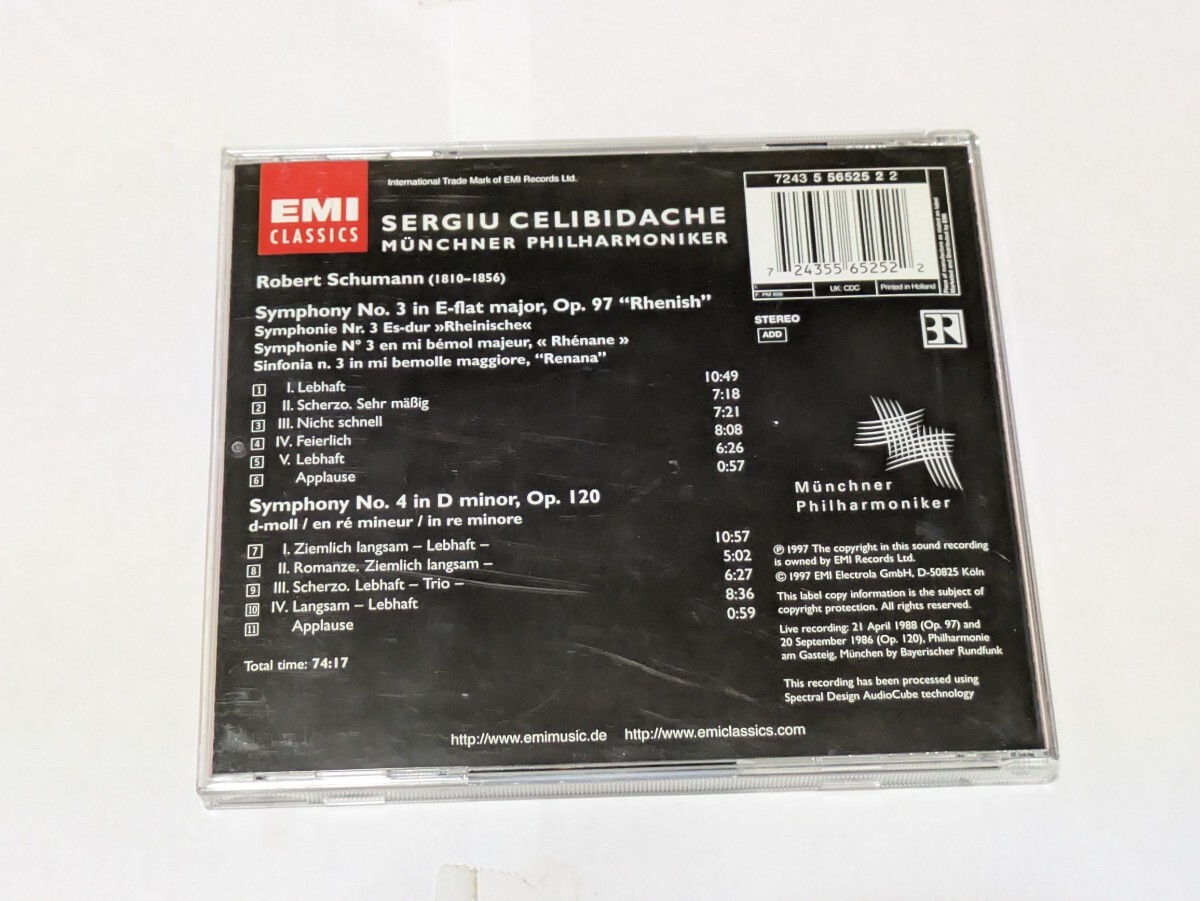 EMI
CLASSICS
International Trade Mark of EMI Records Ltd.
SERGIU CELIBIDACHE
MÜNCHNER PHILHARMONIKER
7243 5 56525 2 2
7 24355 65252 2
UK: CDC
Printed in Holland
Robert Schumann (1810–1856)
Symphony No. 3 in E-flat major, Op. 97 “Rhenish”
Symphonie Nr. 3 Es-dur »Rheinische«
Symphonie N° 3 en mi bémol majeur, « Rhénane »
Sinfonia n. 3 in mi bemolle maggiore, “Renana”
1 I. Lebhaft 10:49
2 II. Scherzo. Sehr mäßig 7:18
3 III. Nicht schnell 7:21
4 IV. Feierlich 8:08
5 V. Lebhaft 6:26
6 Applause 0:57
Symphony No. 4 in D minor, Op. 120
d-moll / en ré mineur / in re minore
7 I. Ziemlich langsam – Lebhaft – 10:57
8 II. Romanze. Ziemlich langsam – 5:02
9 III. Scherzo. Lebhaft – Trio – 6:27
10 IV. Langsam – Lebhaft 8:36
11 Applause 0:59
Total time: 74:17
STEREO
ADD
BR
Münchner
Philharmoniker
℗ 1997 The copyright in this sound recording
is owned by EMI Records Ltd.
© 1997 EMI Electrola GmbH, D-50825 Köln
This label copy information is the subject of
copyright protection. All rights reserved.
Live recording: 21 April 1988 (Op. 97) and
20 September 1986 (Op. 120), Philharmonie
am Gasteig, München by Bayerischer Rundfunk
This recording has been processed using
Spectral Design AudioCube technology
http://www.emimusic.de http://www.emiclassics.com